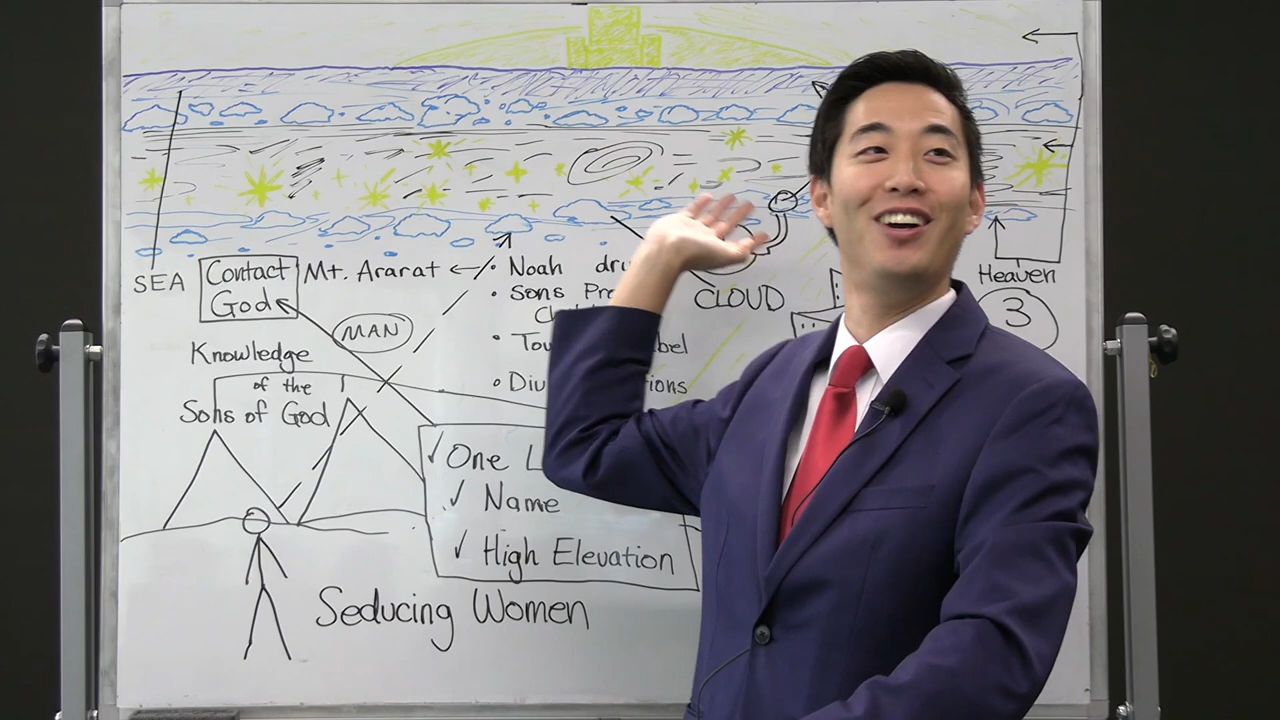 SEA
Contact
God
Mt. Ararat
• Noah
• Sons
CLOUD
Heaven
3
MAN
Knowledge
of the
Sons of God
✓ One
✓ Name
✓ High Elevation
Seducing Women